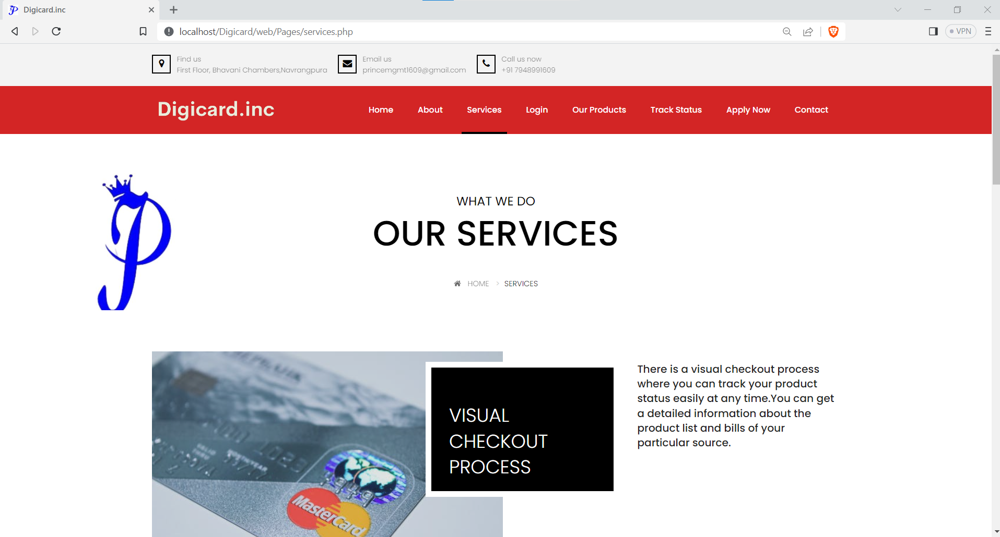 Digicard.inc
localhost/Digicard/web/Pages/services.php
VPN
Find us
First Floor, Bhavani Chambers,Navrangpura
Email us
princemgmt1609@gmail.com
Call us now
+91 7948991609
Digicard.inc
Home About Services Login Our Products Track Status Apply Now Contact
WHAT WE DO
OUR SERVICES
HOME > SERVICES
VISUAL
CHECKOUT
PROCESS
There is a visual checkout process
where you can track your product
status easily at any time.You can get
a detailed information about the
product list and bills of your
particular source.
MasterCard